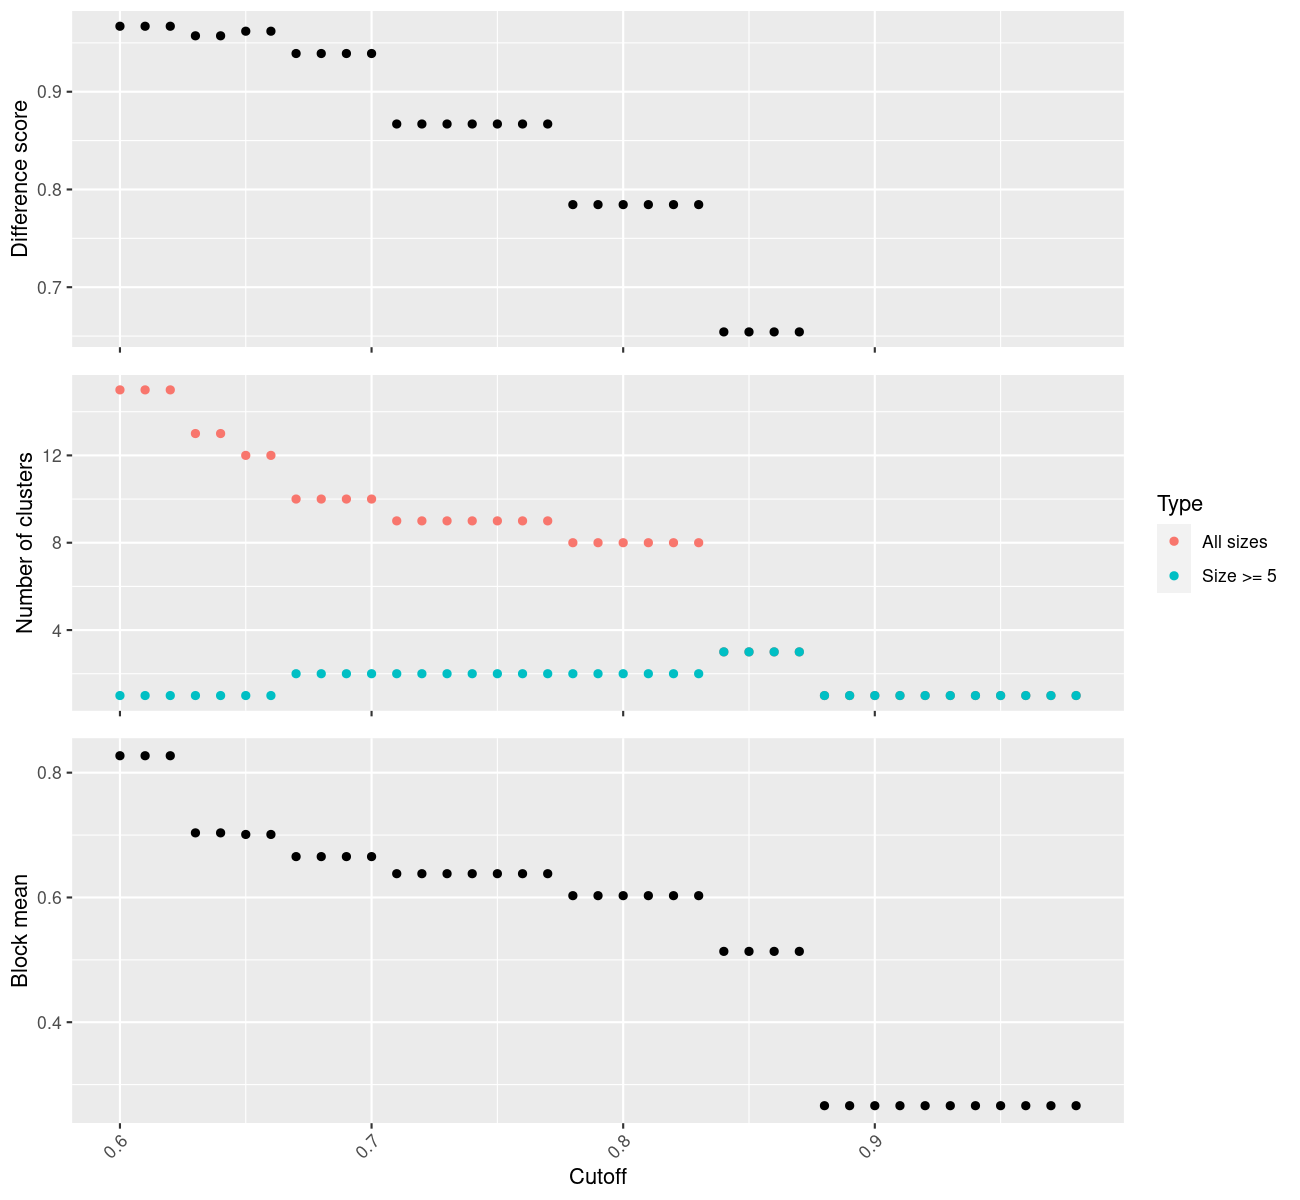 Difference score
0.9
0.8
0.7
Number of clusters
12
8
4
Type
All sizes
Size >= 5
Block mean
0.8
0.6
0.4
0.6
0.7
0.8
0.9
Cutoff